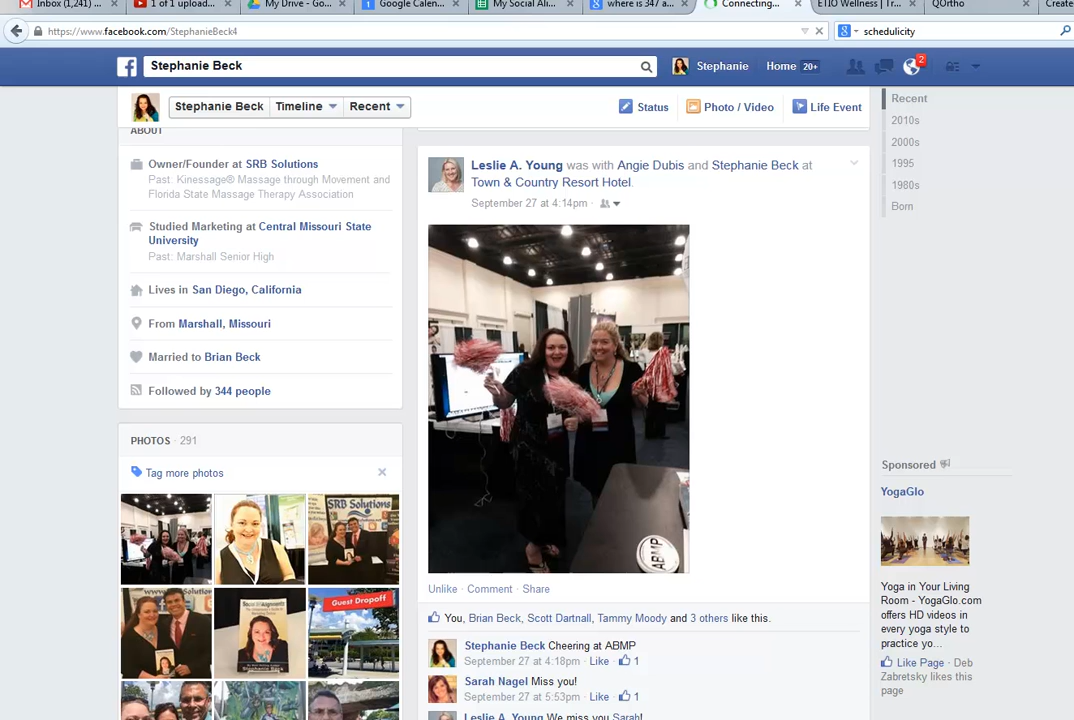 Inbox (1,241) ...
1 of 1 upload...
My Drive - Go...
Google Calen...
My Social Ali...
where is 347 a...
Connecting...
ETIO Wellness | Tr...
QOrtho
Create
https://www.facebook.com/StephanieBeck4
schedulicity
Stephanie Beck
Stephanie
Home 20+
2
Stephanie Beck
Timeline
Recent
Status
Photo / Video
Life Event
ABOUT
Owner/Founder at SRB Solutions
Past: Kinessage® Massage through Movement and
Florida State Massage Therapy Association
Studied Marketing at Central Missouri State
University
Past: Marshall Senior High
Lives in San Diego, California
From Marshall, Missouri
Married to Brian Beck
Followed by 344 people
PHOTOS · 291
Tag more photos
SRB Solutions
Guest Dropoff
Leslie A. Young was with Angie Dubis and Stephanie Beck at
Town & Country Resort Hotel.
September 27 at 4:14pm ·
ABMP
Unlike · Comment · Share
You, Brian Beck, Scott Dartnall, Tammy Moody and 3 others like this.
Stephanie Beck Cheering at ABMP
September 27 at 4:18pm · Like · 1
Sarah Nagel Miss you!
September 27 at 5:53pm · Like · 1
Leslie A. Young We miss you Sarah!
Recent
2010s
2000s
1995
1980s
Born
Sponsored
YogaGlo
Yoga in Your Living
Room - YogaGlo.com
offers HD videos in
every yoga style to
practice yo...
Like Page · Deb
Zabretsky likes this
page